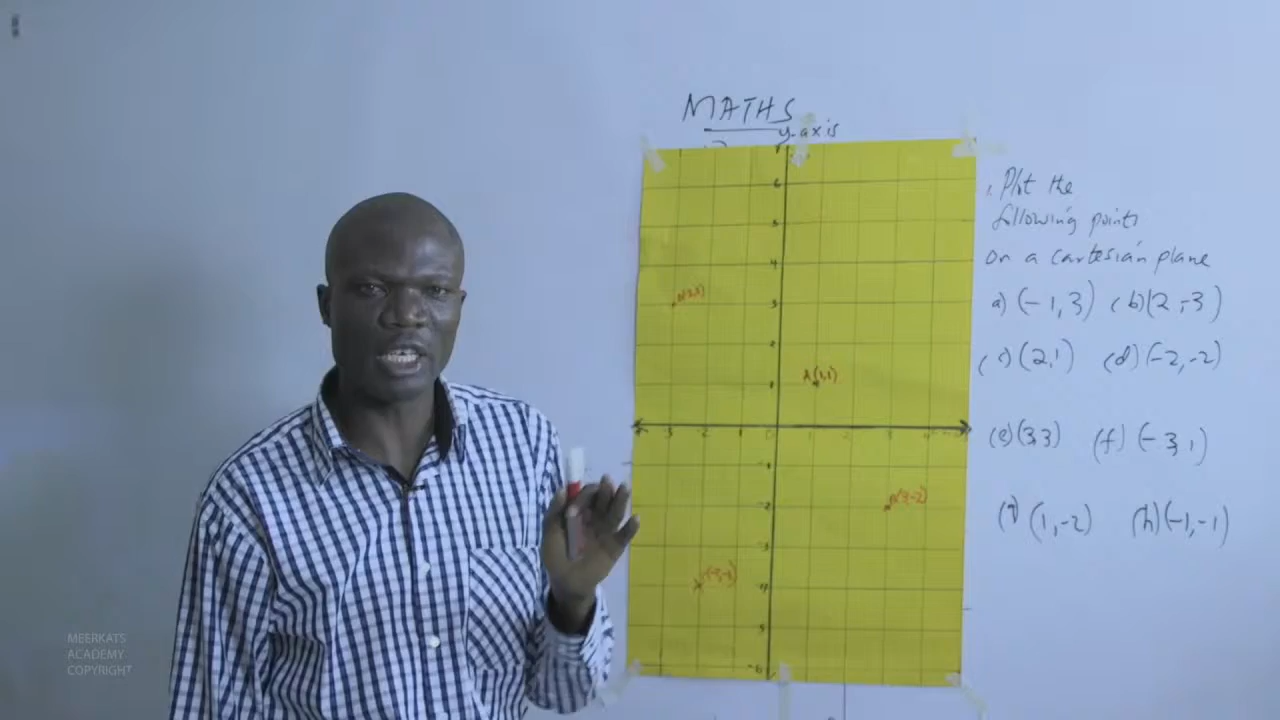 MATHS
y-axis
1. Plot the
following points
on a cartesian plane
a) (-1, 3) (b) (2, -3)
(c) (2, 1) (d) (-2, -2)
(e) (3, 3) (f) (-3, 1)
(g) (1, -2) (h) (-1, -1)
MEERKATS
ACADEMY
COPYRIGHT